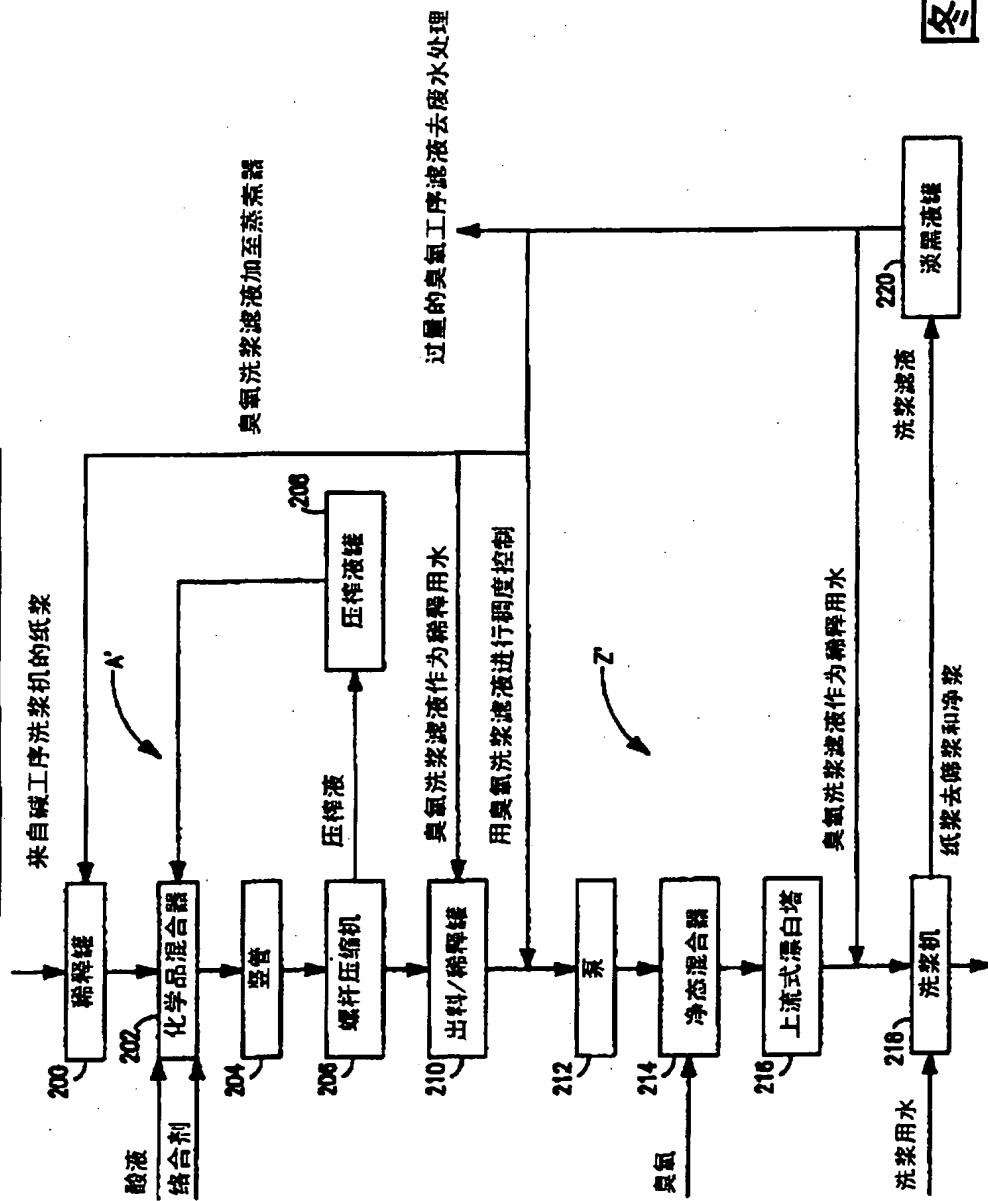 来自碱工序洗浆机的纸浆
稀释罐
200
酸液
络合剂
202
化学品混合器
A'
竖管
204
螺杆压缩机
206
压榨液
压榨液罐
208
出料/稀释罐
210
臭氧洗浆滤液加至蒸煮器
臭氧洗浆滤液作为稀释用水
用臭氧洗浆滤液进行稠度控制
过量的臭氧工序滤液去废水处理
泵
212
臭氧
净态混合器
214
Z'
上流式漂白塔
216
臭氧洗浆滤液作为稀释用水
洗浆用水
洗浆机
218
纸浆去筛浆和净浆
洗浆滤液
淡黑液罐
220